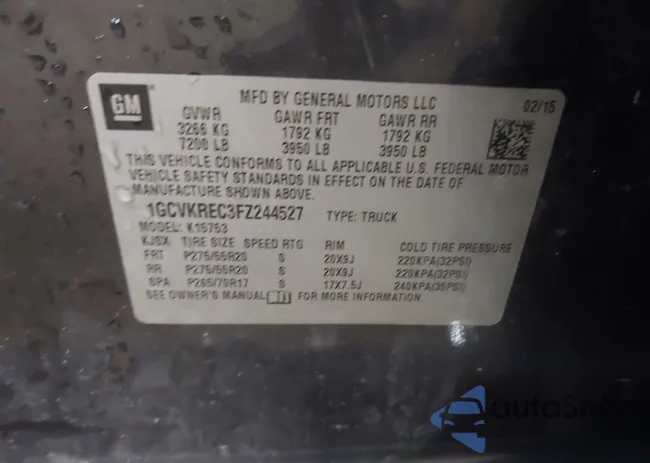 GM
MFD BY GENERAL MOTORS LLC
02/15
GVWR GAWR FRT GAWR RR
3266 KG 1792 KG 1792 KG
7200 LB 3950 LB 3950 LB
THIS VEHICLE CONFORMS TO ALL APPLICABLE U.S. FEDERAL MOTOR
VEHICLE SAFETY STANDARDS IN EFFECT ON THE DATE OF
MANUFACTURE SHOWN ABOVE.
1GCVKREC3FZ244527 TYPE: TRUCK
MODEL: K15753
KJSX TIRE SIZE SPEED RTG RIM COLD TIRE PRESSURE
FRT P275/55R20 S 20X9J 220KPA(32PSI)
RR P275/55R20 S 20X9J 220KPA(32PSI)
SPA P265/70R17 S 17X7.5J 240KPA(35PSI)
SEE OWNER'S MANUAL FOR MORE INFORMATION.